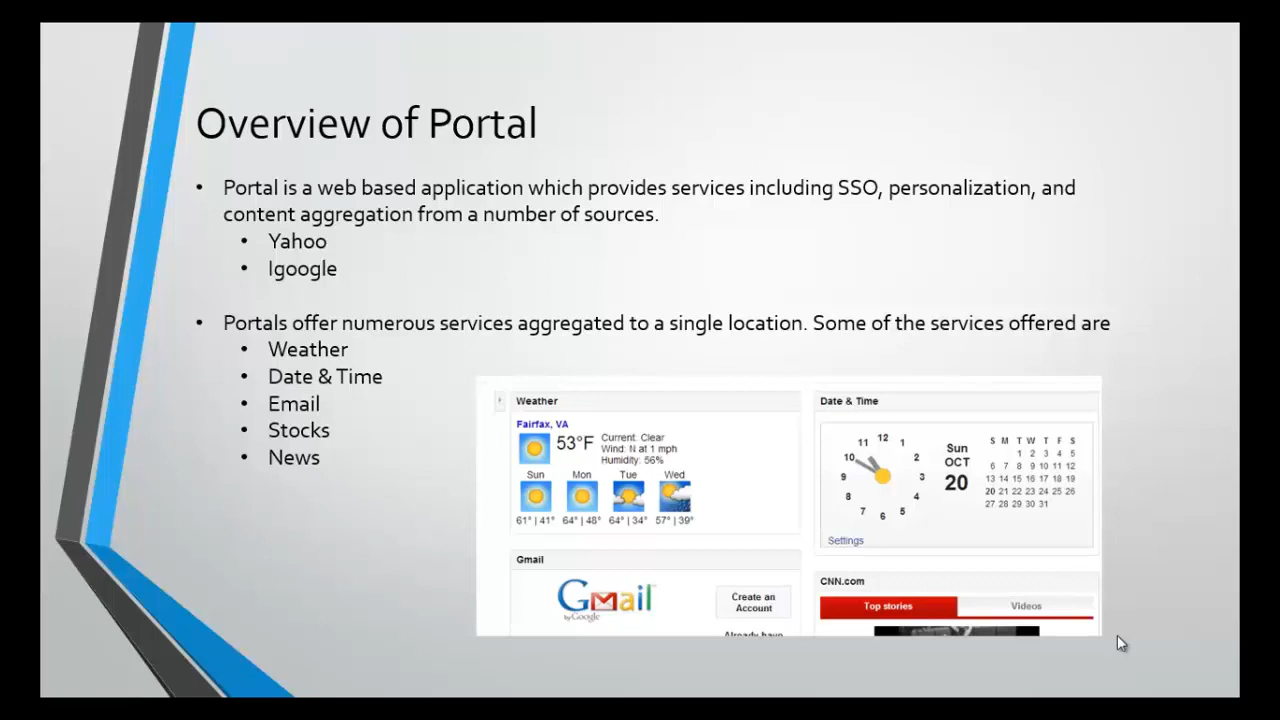 Overview of Portal
• Portal is a web based application which provides services including SSO, personalization, and
content aggregation from a number of sources.
• Yahoo
• Igoogle
• Portals offer numerous services aggregated to a single location. Some of the services offered are
• Weather
• Date & Time
• Email
• Stocks
• News
Weather
Fairfax, VA
53°F
Current: Clear
Wind: N at 1 mph
Humidity: 56%
Sun Mon Tue Wed
61° | 41° 64° | 48° 64° | 34° 57° | 39°
Date & Time
12
11 1
10 2
9 3
8 4
7 5
6
Sun
OCT
20
S M T W T F S
1 2 3 4 5
6 7 8 9 10 11 12
13 14 15 16 17 18 19
20 21 22 23 24 25 26
27 28 29 30 31
Settings
Gmail
Gmail
by Google
Create an
Account
Already have
CNN.com
Top stories Videos